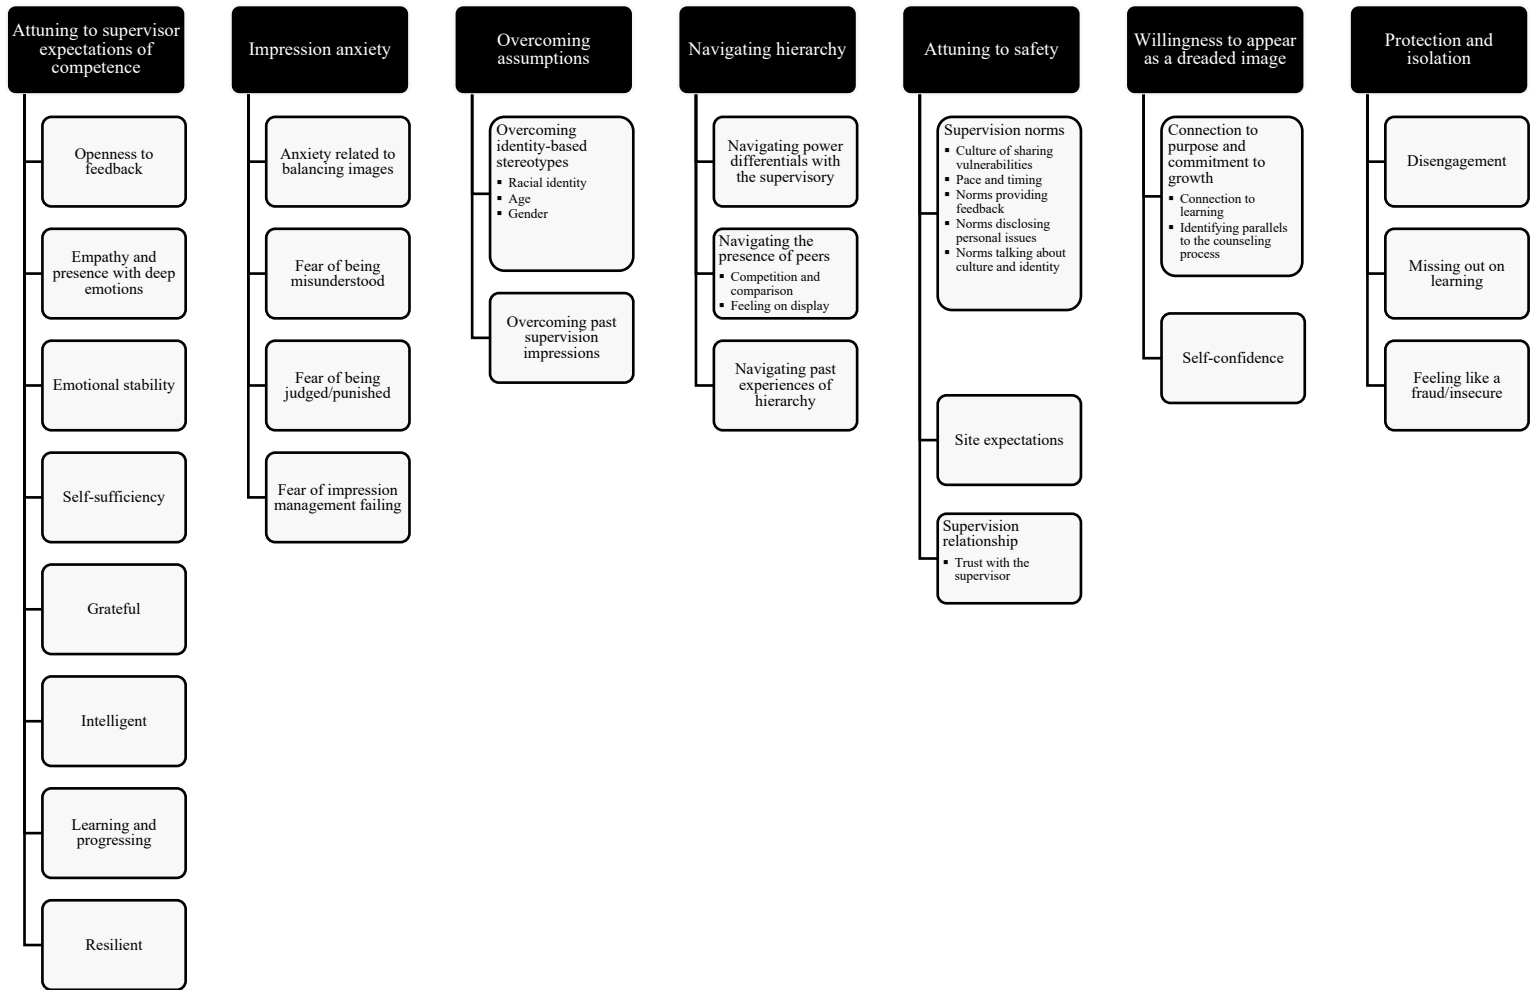 Attuning to supervisor
expectations of
competence
Openness to
feedback
Empathy and
presence with deep
emotions
Emotional stability
Self-sufficiency
Grateful
Intelligent
Learning and
progressing
Resilient
Impression anxiety
Anxiety related to
balancing images
Fear of being
misunderstood
Fear of being
judged/punished
Fear of impression
management failing
Overcoming
assumptions
Overcoming
identity-based
stereotypes
▪ Racial identity
▪ Age
▪ Gender
Overcoming past
supervision
impressions
Navigating hierarchy
Navigating power
differentials with
the supervisory
Navigating the
presence of peers
▪ Competition and
comparison
▪ Feeling on display
Navigating past
experiences of
hierarchy
Attuning to safety
Supervision norms
▪ Culture of sharing
vulnerabilities
▪ Pace and timing
▪ Norms providing
feedback
▪ Norms disclosing
personal issues
▪ Norms talking about
culture and identity
Site expectations
Supervision
relationship
▪ Trust with the
supervisor
Willingness to appear
as a dreaded image
Connection to
purpose and
commitment to
growth
▪ Connection to
learning
▪ Identifying parallels
to the counseling
process
Self-confidence
Protection and
isolation
Disengagement
Missing out on
learning
Feeling like a
fraud/insecure